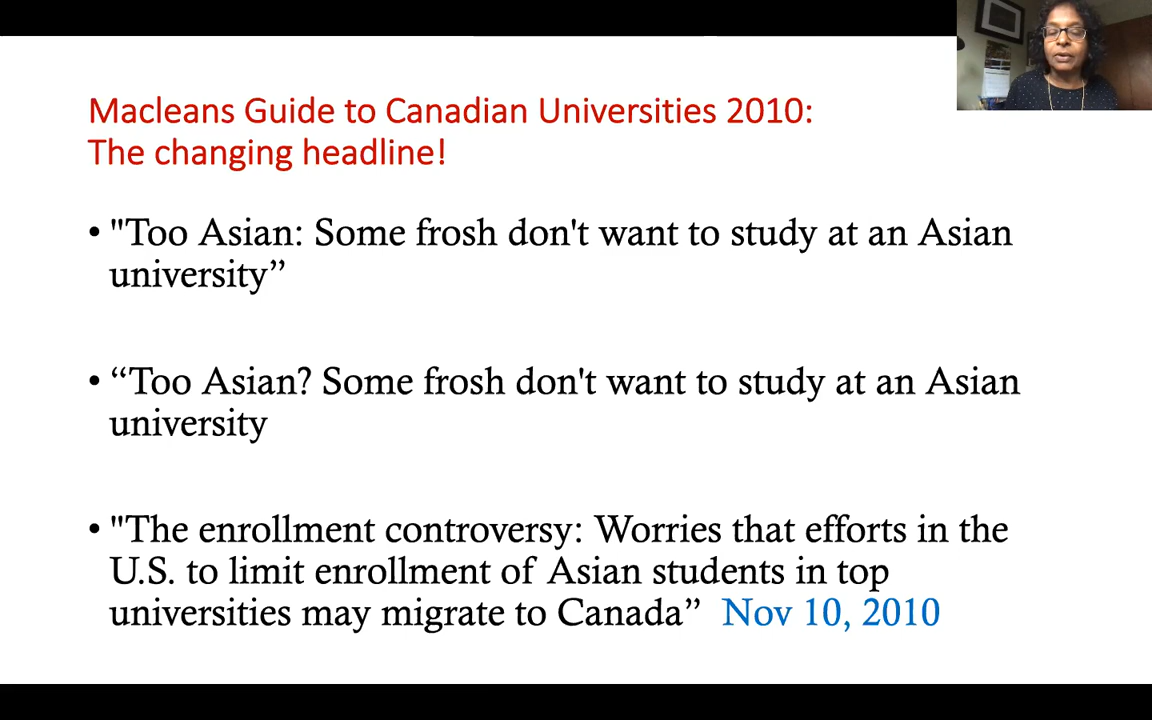 Macleans Guide to Canadian Universities 2010:
The changing headline!
• "Too Asian: Some frosh don't want to study at an Asian
university”
• “Too Asian? Some frosh don't want to study at an Asian
university
• "The enrollment controversy: Worries that efforts in the
U.S. to limit enrollment of Asian students in top
universities may migrate to Canada” Nov 10, 2010